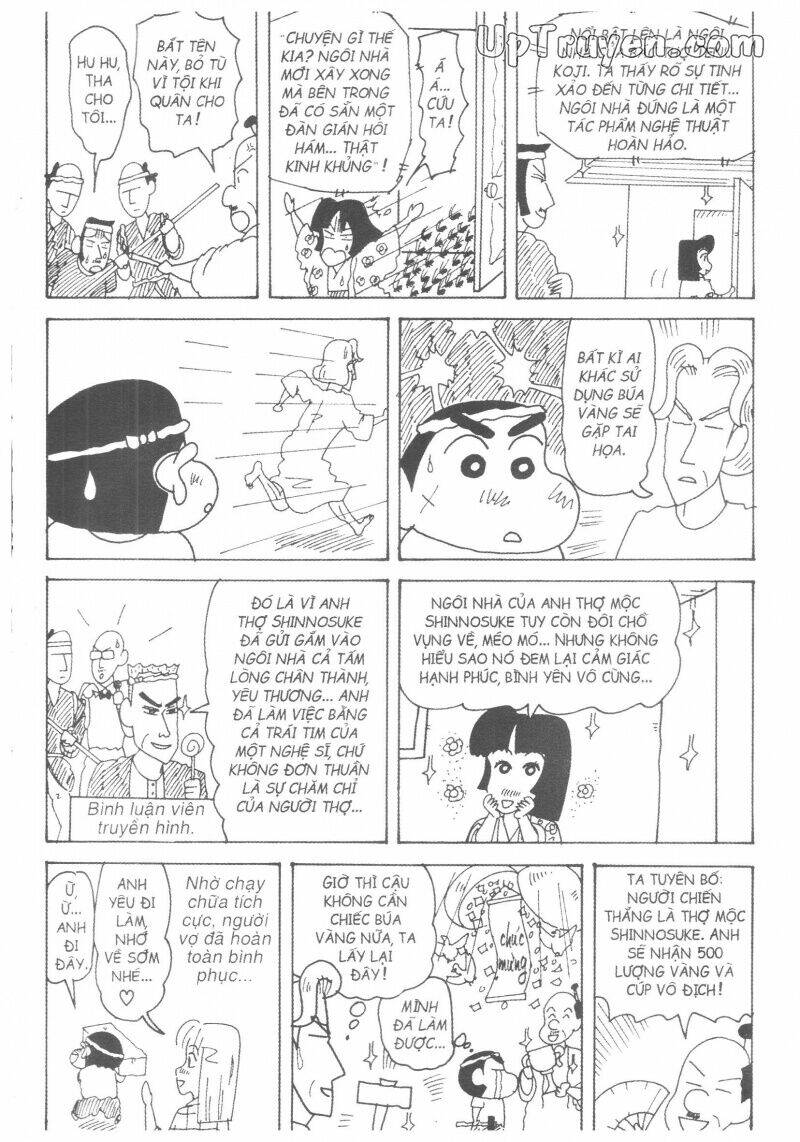 UpTruyen.com
NỔI BẬT LÊN LÀ NGÔI
NHÀ
KOJI. TA THẤY RÕ SỰ TINH
XẢO ĐẾN TỪNG CHI TIẾT...
NGÔI NHÀ ĐỨNG LÀ MỘT
TÁC PHẨM NGHỆ THUẬT
HOÀN HẢO.
Á
Á...
CỨU
TA!
"CHUYỆN GÌ THẾ
KIA? NGÔI NHÀ
MỚI XÂY XONG
MÀ BÊN TRONG
ĐÃ CÓ SẴN MỘT
ĐÀN GIÁN HÔI
HÁM... THẬT
KINH KHỦNG"!
BẮT TÊN
NÀY, BỎ TÙ
VÌ TỘI KHI
QUÂN CHO
TA!
HU HU,
THA
CHO
TÔI...
BẤT KÌ AI
KHÁC SỬ
DỤNG BÚA
VÀNG SẼ
GẶP TAI
HỌA.
NGÔI NHÀ CỦA ANH THỢ MỘC
SHINNOSUKE TUY CÒN ĐÔI CHỖ
VỤNG VỀ, MÉO MÓ... NHƯNG KHÔNG
HIỂU SAO NÓ ĐEM LẠI CẢM GIÁC
HẠNH PHÚC, BÌNH YÊN VÔ CÙNG...
ĐÓ LÀ VÌ ANH
THỢ SHINNOSUKE
ĐÃ GỬI GẮM VÀO
NGÔI NHÀ CẢ TẤM
LÒNG CHÂN THÀNH,
YÊU THƯƠNG... ANH
ĐÃ LÀM VIỆC BẰNG
CẢ TRÁI TIM CỦA
MỘT NGHỆ SĨ, CHỨ
KHÔNG ĐƠN THUẦN
LÀ SỰ CHĂM CHỈ
CỦA NGƯỜI THỢ...
Bình luận viên
truyền hình.
TA TUYÊN BỐ:
NGƯỜI CHIẾN
THẮNG LÀ THỢ MỘC
SHINNOSUKE. ANH
SẼ NHẬN 500
LƯỢNG VÀNG VÀ
CÚP VÔ ĐỊCH!
chúc
mừng
GIỜ THÌ CẬU
KHÔNG CẦN
CHIẾC BÚA
VÀNG NỮA, TA
LẤY LẠI
ĐÂY!
MÌNH
ĐÃ LÀM
ĐƯỢC...
Nhờ chạy
chữa tích
cực, người
vợ đã hoàn
toàn bình
phục...
ANH
YÊU ĐI
LÀM,
NHỚ
VỀ SỚM
NHÉ...
Ừ,
Ừ...
ANH
ĐI
ĐÂY.